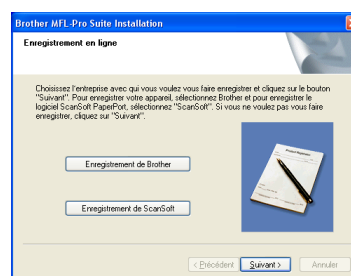 Brother MFL-Pro Suite Installation
Enregistrement en ligne
Choisissez l'entreprise avec qui vous voulez vous faire enregistrer et cliquez sur le bouton
"Suivant". Pour enregistrer votre appareil, sélectionnez Brother et pour enregistrer le
logiciel ScanSoft PaperPort, sélectionnez "ScanSoft". Si vous ne voulez pas vous faire
enregistrer, cliquez sur "Suivant".
Product Registration
Enregistrement de Brother
Enregistrement de ScanSoft
< Précédent Suivant > Annuler